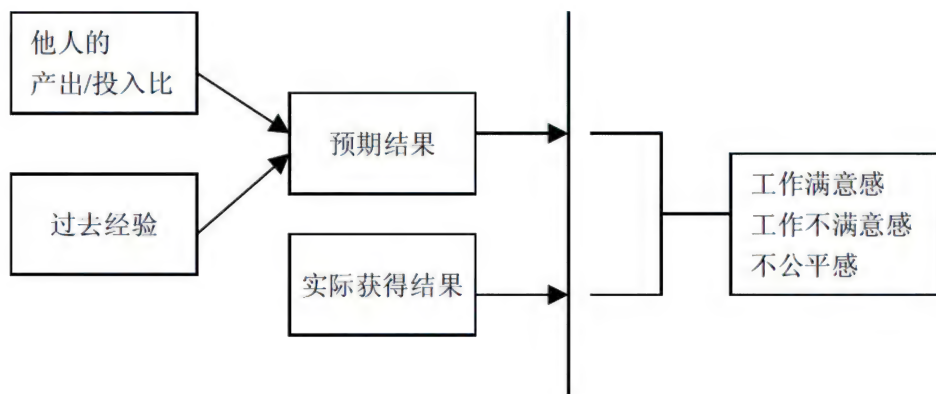 他人的
产出/投入比
预期结果
过去经验
实际获得结果
工作满意感
工作不满意感
不公平感